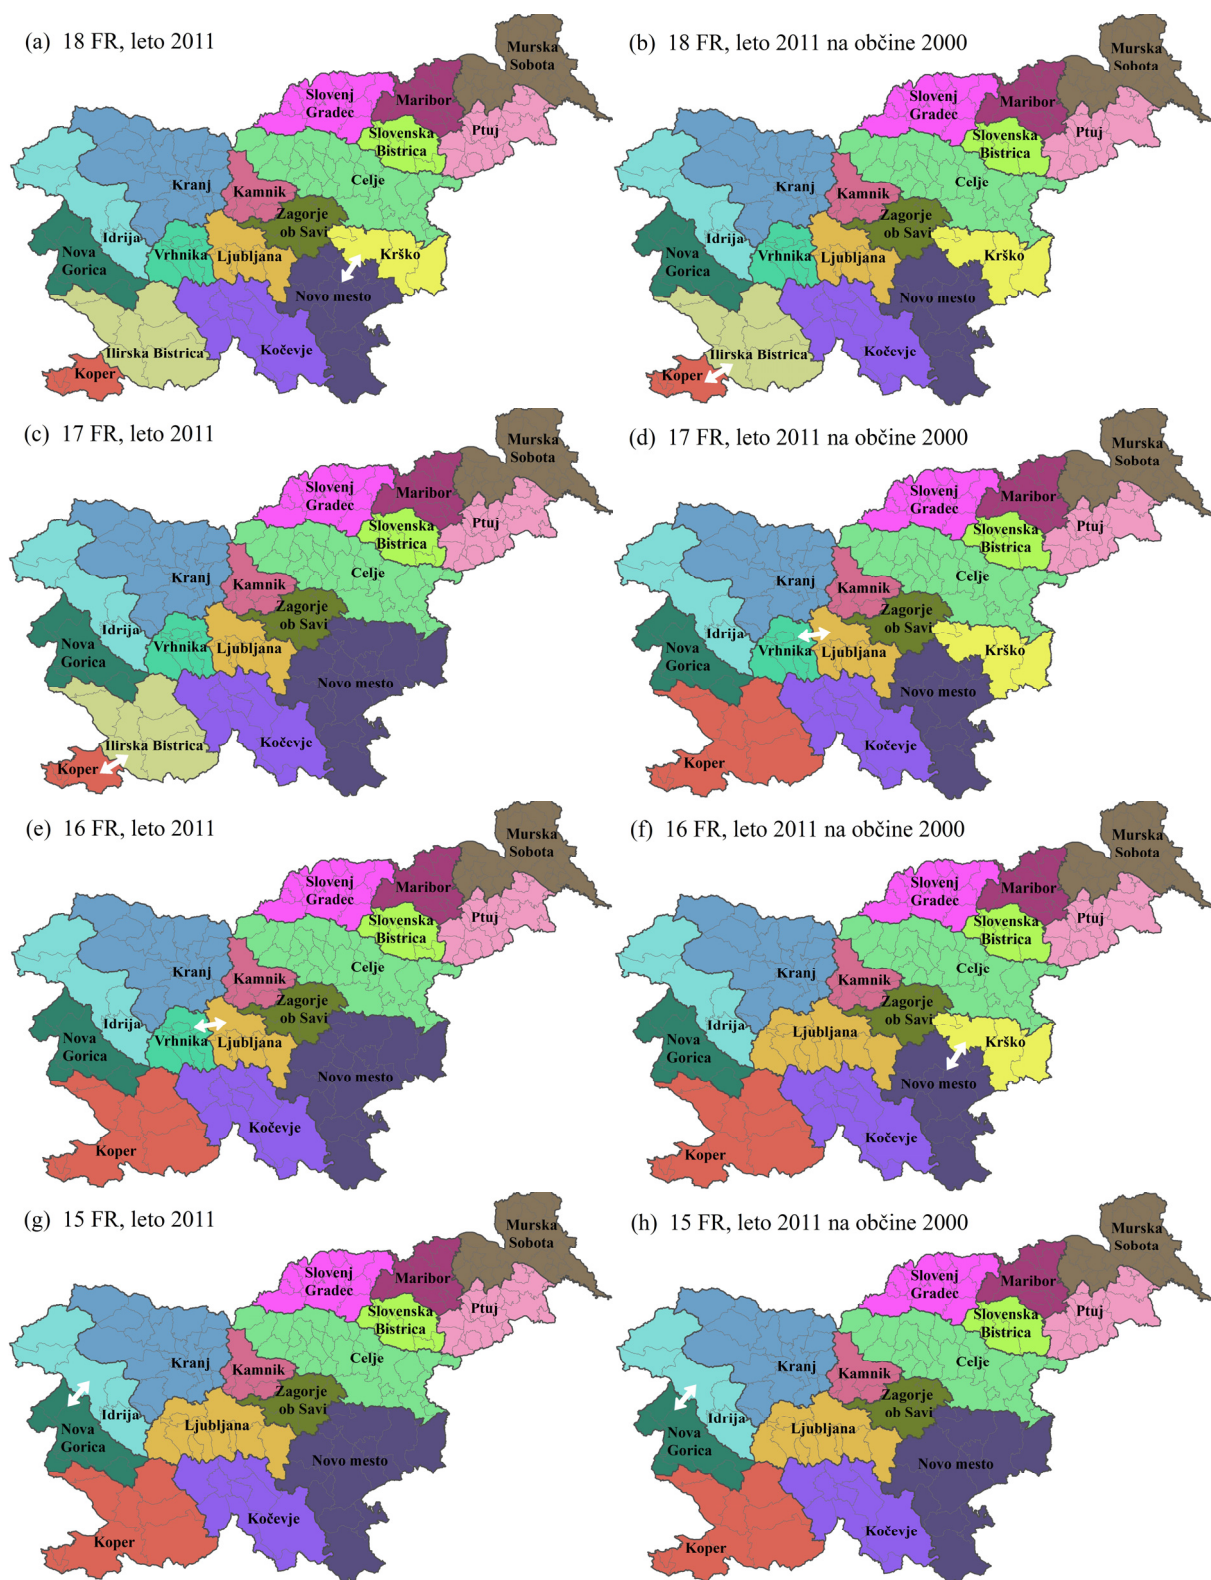 (a) 18 FR, leto 2011
Murska
Sobota
Slovenj
Gradec
Maribor
Slovenska
Bistrica
Ptuj
Kranj
Kamnik
Celje
Zagorje
ob Savi
Idrija
Nova
Gorica
Vrhnika
Ljubljana
Krško
Novo mesto
Ilirska Bistrica
Kočevje
Koper
(b) 18 FR, leto 2011 na občine 2000
Murska
Sobota
Slovenj
Gradec
Maribor
Slovenska
Bistrica
Ptuj
Kranj
Kamnik
Celje
Zagorje
ob Savi
Idrija
Nova
Gorica
Vrhnika
Ljubljana
Krško
Novo mesto
Ilirska Bistrica
Kočevje
Koper
(c) 17 FR, leto 2011
Murska
Sobota
Slovenj
Gradec
Maribor
Slovenska
Bistrica
Ptuj
Kranj
Kamnik
Celje
Zagorje
ob Savi
Idrija
Nova
Gorica
Vrhnika
Ljubljana
Novo mesto
Ilirska Bistrica
Kočevje
Koper
(d) 17 FR, leto 2011 na občine 2000
Murska
Sobota
Slovenj
Gradec
Maribor
Slovenska
Bistrica
Ptuj
Kranj
Kamnik
Celje
Zagorje
ob Savi
Idrija
Nova
Gorica
Vrhnika
Ljubljana
Krško
Novo mesto
Kočevje
Koper
(e) 16 FR, leto 2011
Murska
Sobota
Slovenj
Gradec
Maribor
Slovenska
Bistrica
Ptuj
Kranj
Kamnik
Celje
Zagorje
ob Savi
Idrija
Nova
Gorica
Vrhnika
Ljubljana
Novo mesto
Kočevje
Koper
(f) 16 FR, leto 2011 na občine 2000
Murska
Sobota
Slovenj
Gradec
Maribor
Slovenska
Bistrica
Ptuj
Kranj
Kamnik
Celje
Zagorje
ob Savi
Idrija
Nova
Gorica
Ljubljana
Krško
Novo mesto
Kočevje
Koper
(g) 15 FR, leto 2011
Murska
Sobota
Slovenj
Gradec
Maribor
Slovenska
Bistrica
Ptuj
Kranj
Kamnik
Celje
Zagorje
ob Savi
Idrija
Nova
Gorica
Ljubljana
Novo mesto
Kočevje
Koper
(h) 15 FR, leto 2011 na občine 2000
Murska
Sobota
Slovenj
Gradec
Maribor
Slovenska
Bistrica
Ptuj
Kranj
Kamnik
Celje
Zagorje
ob Savi
Idrija
Nova
Gorica
Ljubljana
Novo mesto
Kočevje
Koper